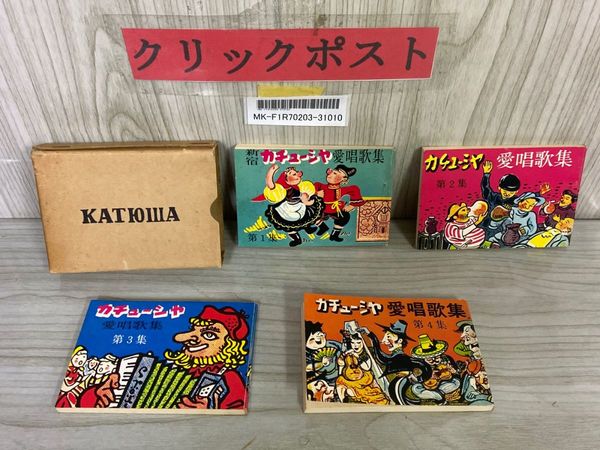 クリックポスト
MK-F1R70203-31010
КАТЮША
新宿 カチューシャ 愛唱歌集
第1集
カチューシャ 愛唱歌集
第2集
カチューシャ
愛唱歌集
第3集
カチューシャ 愛唱歌集
第4集